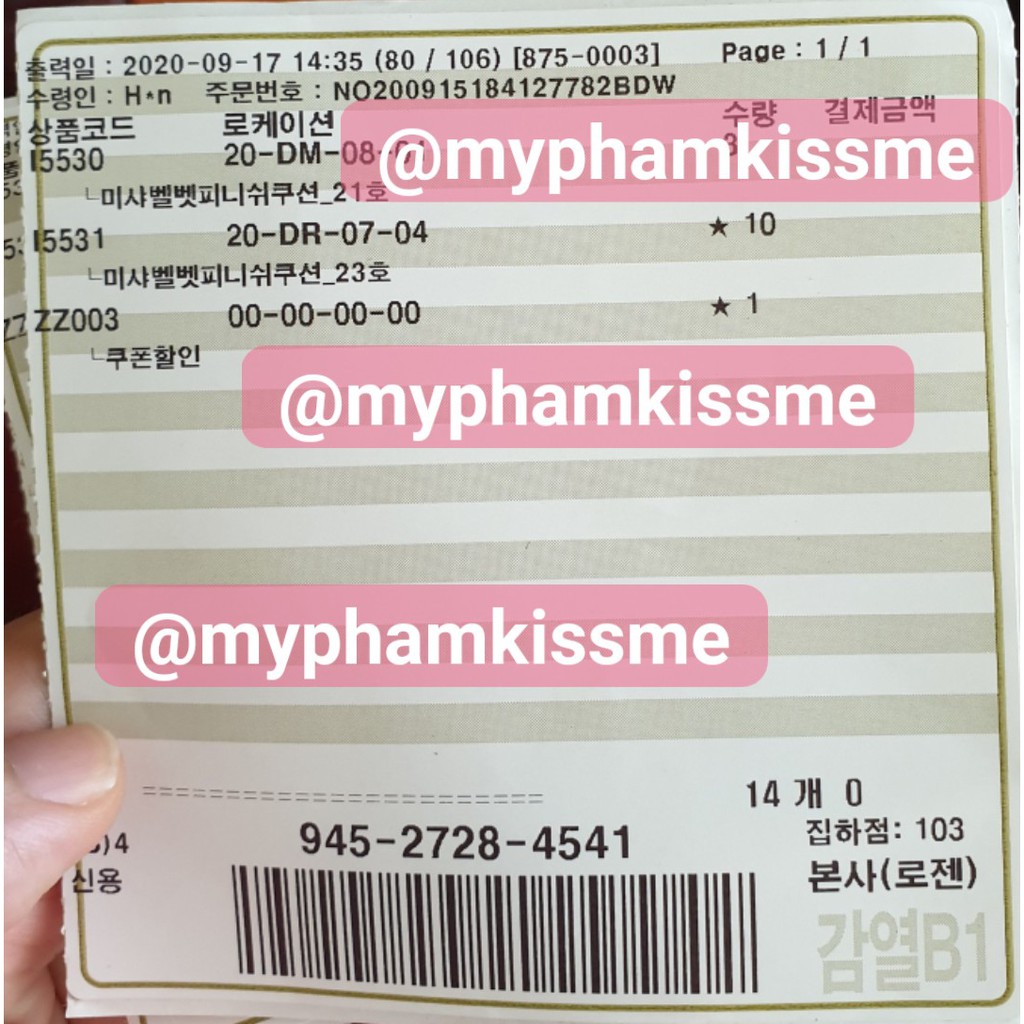 출력일 : 2020-09-17 14:35 (80 / 106) [875-0003] Page : 1 / 1
수령인 : H*n 주문번호 : NO200915184127782BDW
상품코드 로케이션 수량 결제금액
I5530 20-DM-08-01 3
@myphamkissme
└미샤벨벳피니쉬쿠션_21호
I5531 20-DR-07-04 ★ 10
└미샤벨벳피니쉬쿠션_23호
ZZ003 00-00-00-00 ★ 1
└쿠폰할인
@myphamkissme
@myphamkissme
14 개 0
945-2728-4541
집하점: 103
)4
신용
본사(로젠)
감열B1